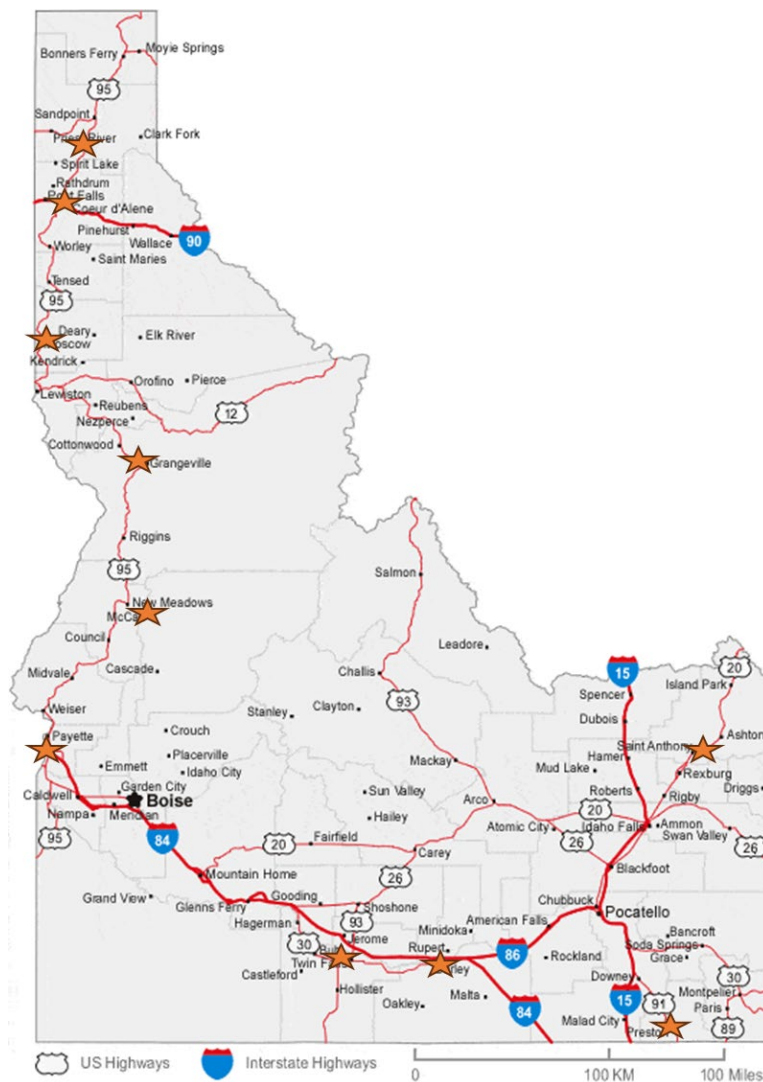 Moyie Springs
Bonners Ferry
95
Sandpoint
Clark Fork
River
Spirit Lake
Rathdrum
Falls
Coeur d'Alene
Pinehurst
Wallace
90
Worley
Saint Maries
Tensed
95
Deary
Elk River
oscow
Kendrick
Orofino
Pierce
Lewiston
Reubens
12
Nezperce
Cottonwood
Grangeville
Riggins
95
Salmon
New Meadows
McCa
Council
Leadore
Cascade
Challis
Midvale
15
20
Spencer
Island Park
93
Clayton
Stanley
Weiser
Dubois
Crouch
Payette
Ashton
Saint Anthony
Placerville
Mackay
Hamer
Emmett
Mud Lake
Idaho City
Rexburg
Garden City
Sun Valley
Roberts
Driggs
Caldwell
Boise
Arco
Rigby
Meridian
Nampa
Hailey
20
Ammon
Atomic City
Idaho Falls
Swan Valley
95
84
20
Fairfield
26
26
Carey
Blackfoot
Mountain Home
26
Grand View
Glenns Ferry
Gooding
Shoshone
Chubbuck
Pocatello
Hagerman
93
American Falls
Minidoka
Bancroft
30
Jerome
Rupert
86
Soda Springs
Rockland
Grace
Twin
rley
Castleford
30
Downey
Hollister
Malta
Montpelier
Oakley
15
91
84
Paris
Malad City
Presto
89
US Highways
Interstate Highways
0
100 KM
100 Miles